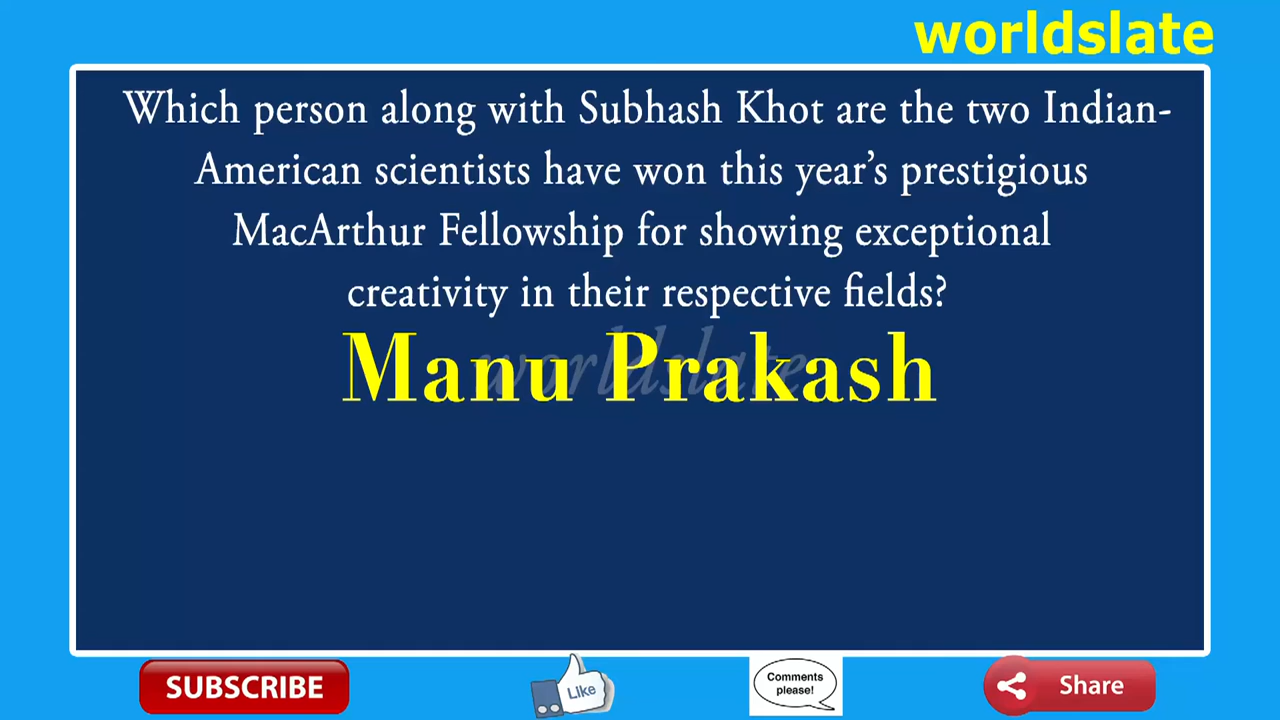 worldslate
Which person along with Subhash Khot are the two Indian-
American scientists have won this year’s prestigious
MacArthur Fellowship for showing exceptional
creativity in their respective fields?
worldslate
Manu Prakash
SUBSCRIBE
Like
Comments
please!
Share